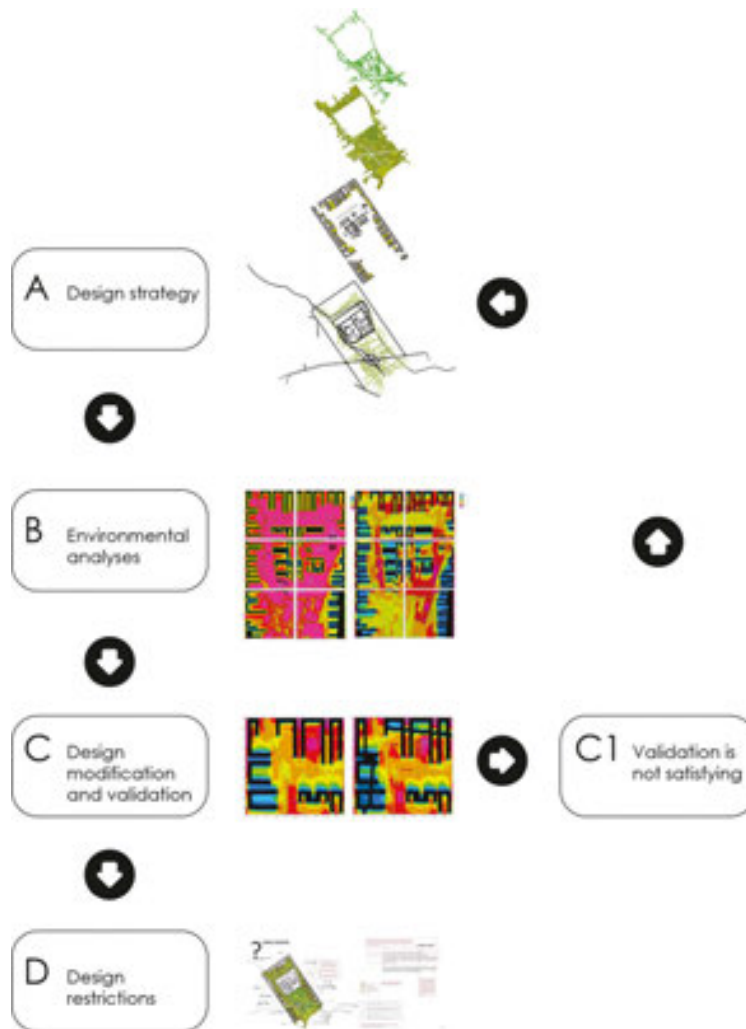 A Design strategy
B Environmental
analyses
C Design
modification
and validation
C1 Validation is
not satisfying
D Design
restrictions
?